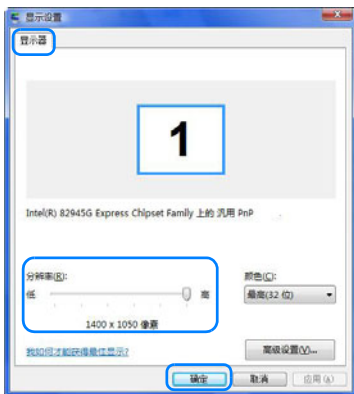 显示设置
显示器
1
Intel(R) 82945G Express Chipset Family 上的 汎用 PnP
分辨率(R):
低
高
1400 x 1050 像素
颜色(C):
最高(32 位)
我如何才能获得最佳显示?
高级设置(V)...
确定
取消
应用(A)